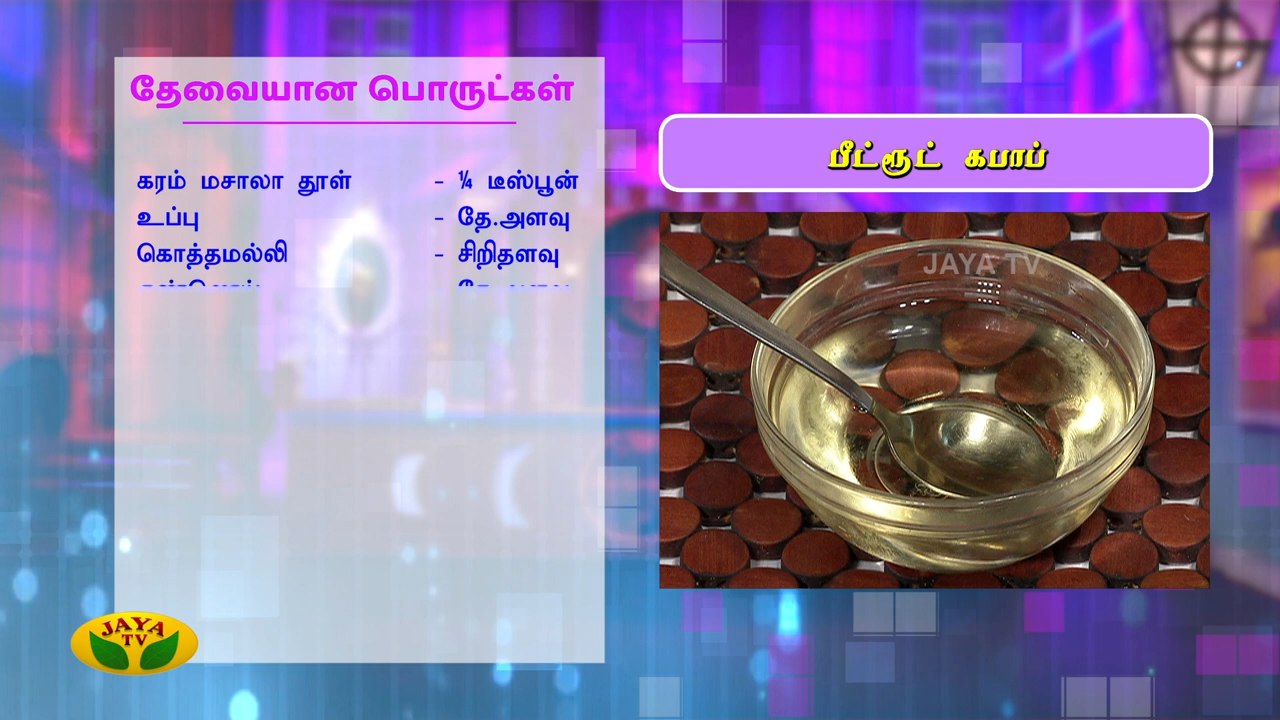 தேவையான பொருட்கள்
கரம் மசாலா தூள் - ¼ டீஸ்பூன்
உப்பு - தே.அளவு
கொத்தமல்லி - சிறிதளவு
பீட்ரூட் கபாப்
JAYA TV
JAYA
TV